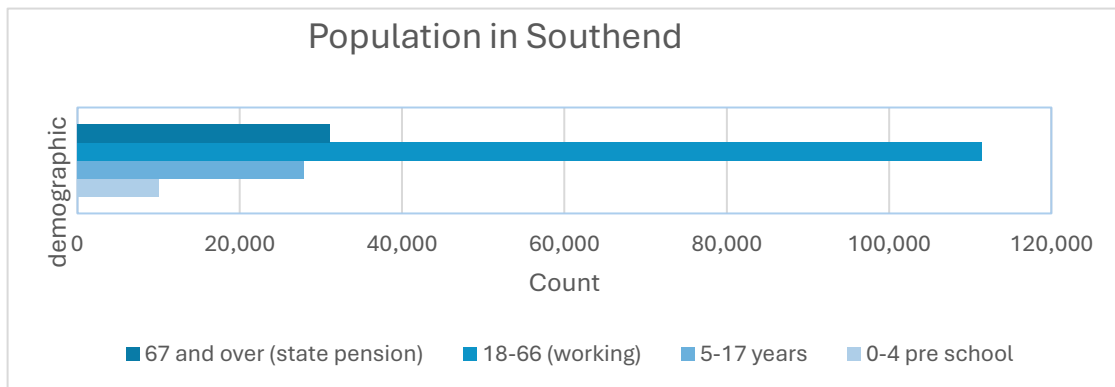 Population in Southend
demographic
0 20,000 40,000 60,000 80,000 100,000 120,000
Count
67 and over (state pension) 18-66 (working) 5-17 years 0-4 pre school